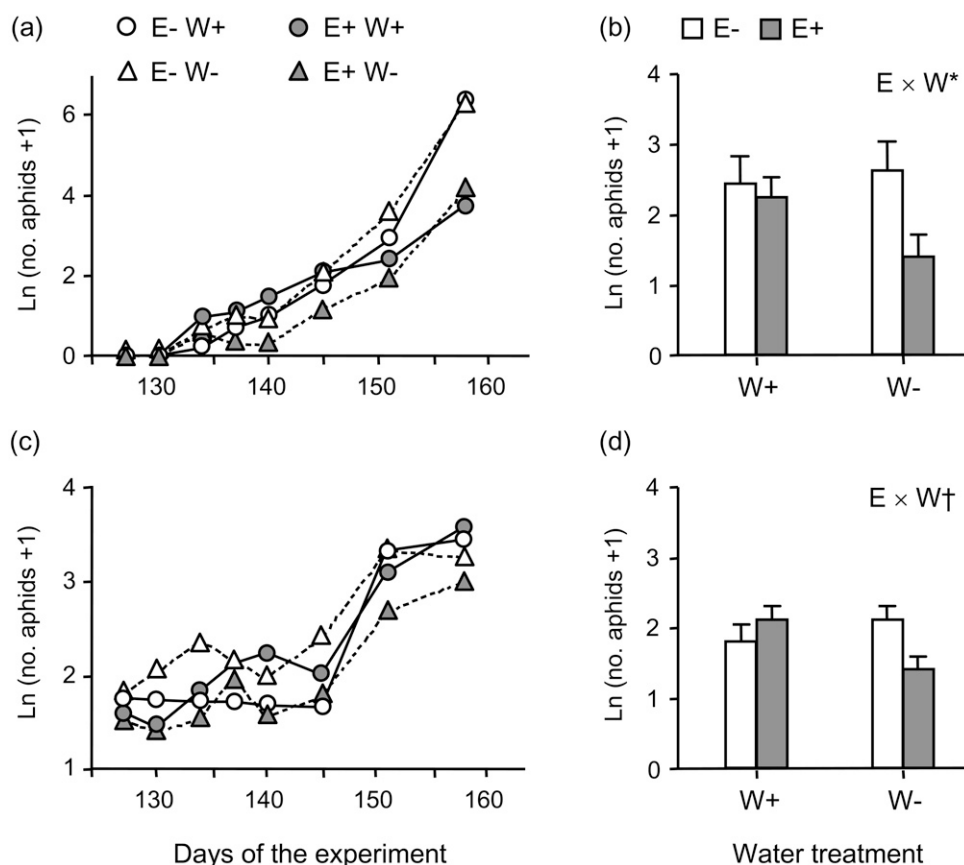 (a)
E- W+
E+ W+
E- W-
E+ W-
Ln (no. aphids +1)
6
4
2
0
130
140
150
160
(b)
E-
E+
E × W*
Ln (no. aphids +1)
4
3
2
1
0
W+
W-
(c)
Ln (no. aphids +1)
4
3
2
1
130
140
150
160
Days of the experiment
(d)
E × W†
Ln (no. aphids +1)
4
3
2
1
0
W+
W-
Water treatment